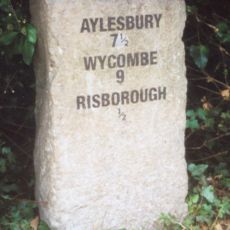 AYLESBURY
7½
WYCOMBE
9
RISBOROUGH
½